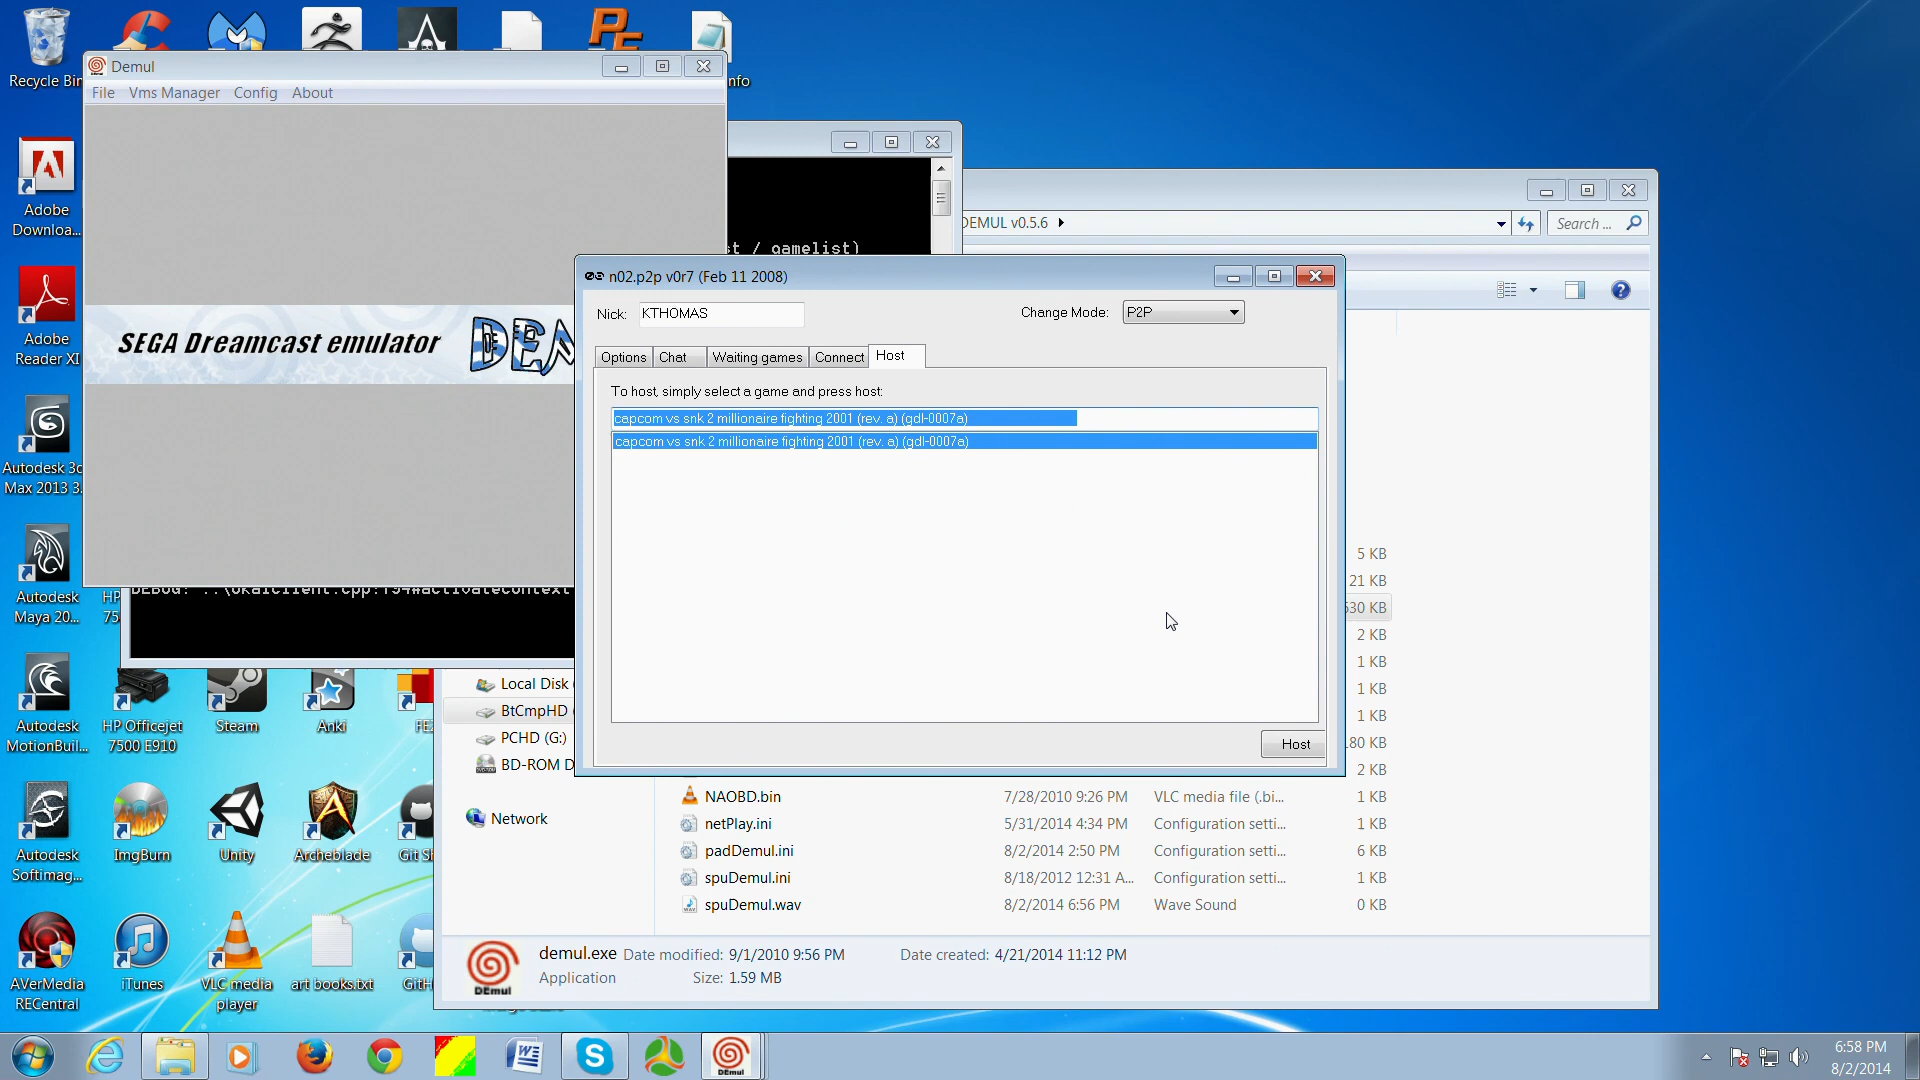 Recycle Bin
nfo
Demul
File Vms Manager Config About
SEGA Dreamcast emulator
st / gamelist)
DEMUL v0.5.6
Search ...
n02.p2p v0r7 (Feb 11 2008)
Nick: KTHOMAS
Change Mode: P2P
Options Chat Waiting games Connect Host
To host, simply select a game and press host:
capcom vs snk 2 millionaire fighting 2001 (rev. a) (gdl-0007a)
capcom vs snk 2 millionaire fighting 2001 (rev. a) (gdl-0007a)
Host
Adobe
Downloa...
Adobe
Reader XI
Autodesk 3d
Max 2013 3.
Autodesk
Maya 20...
HP
75
Autodesk
MotionBuil...
HP Officejet
7500 E910
Steam
Anki
Autodesk
Softimag...
ImgBurn
Unity
Archeblade
Git
AVerMedia
RECentral
iTunes
VLC media
player
art books.txt
Local Disk
BtCmpHD
PCHD (G:)
BD-ROM D
Network
5 KB
21 KB
530 KB
2 KB
1 KB
1 KB
1 KB
180 KB
2 KB
NAOBD.bin 7/28/2010 9:26 PM VLC media file (.bi... 1 KB
netPlay.ini 5/31/2014 4:34 PM Configuration setti... 1 KB
padDemul.ini 8/2/2014 2:50 PM Configuration setti... 6 KB
spuDemul.ini 8/18/2012 12:31 A... Configuration setti... 1 KB
spuDemul.wav 8/2/2014 6:56 PM Wave Sound 0 KB
demul.exe Date modified: 9/1/2010 9:56 PM Date created: 4/21/2014 11:12 PM
Application Size: 1.59 MB
DEmul
6:58 PM
8/2/2014